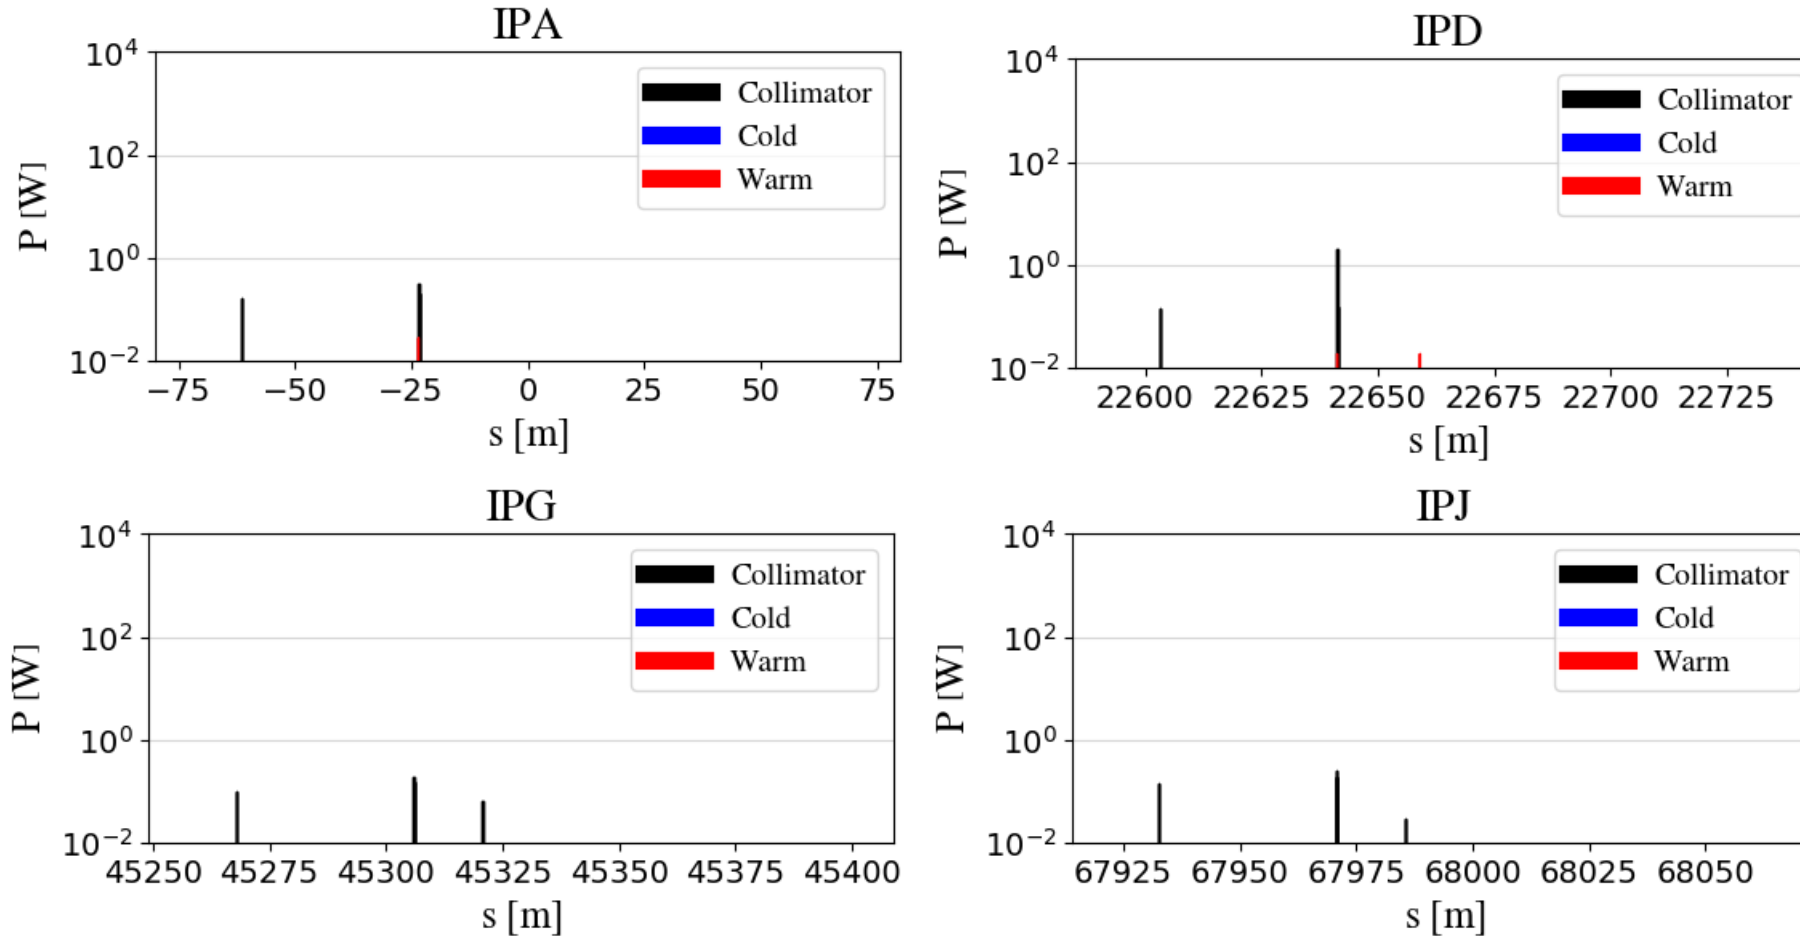 IPA
10^4
10^2
10^0
10^-2
P [W]
Collimator
Cold
Warm
−75 −50 −25 0 25 50 75
s [m]
IPD
10^4
10^2
10^0
10^-2
P [W]
Collimator
Cold
Warm
22600 22625 22650 22675 22700 22725
s [m]
IPG
10^4
10^2
10^0
10^-2
P [W]
Collimator
Cold
Warm
45250 45275 45300 45325 45350 45375 45400
s [m]
IPJ
10^4
10^2
10^0
10^-2
P [W]
Collimator
Cold
Warm
67925 67950 67975 68000 68025 68050
s [m]